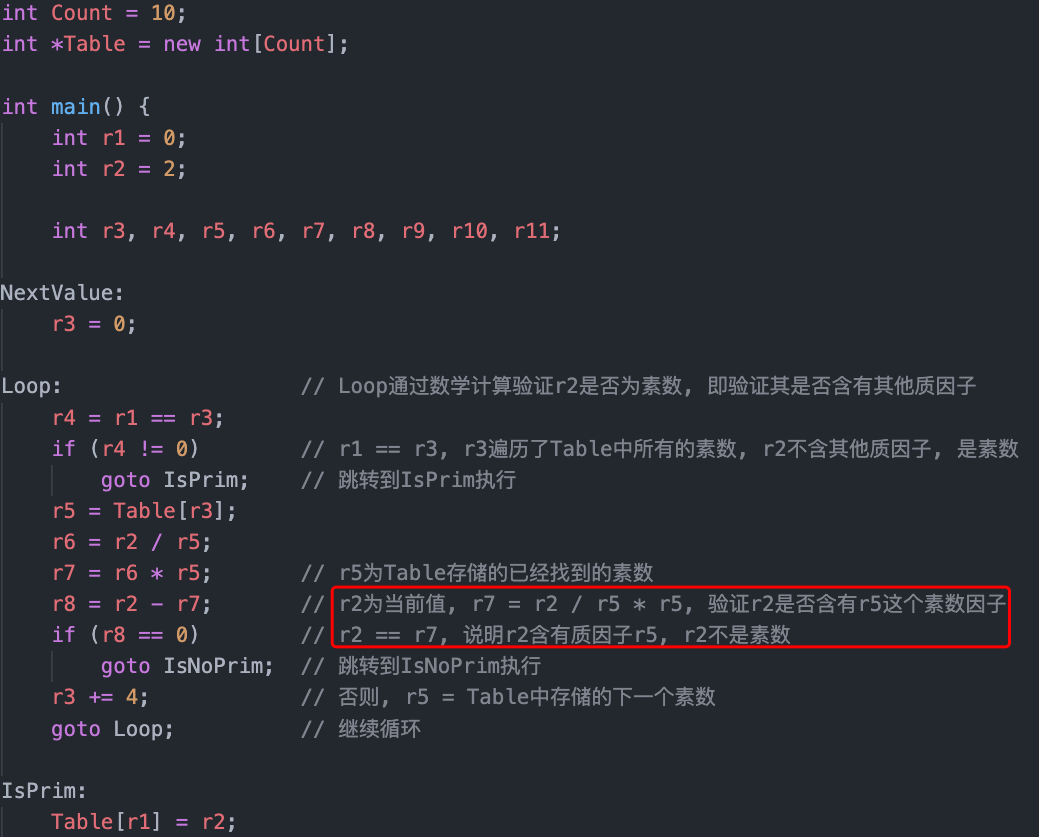 int Count = 10;
int *Table = new int[Count];
int main() {
int r1 = 0;
int r2 = 2;
int r3, r4, r5, r6, r7, r8, r9, r10, r11;
NextValue:
r3 = 0;
Loop: // Loop通过数学计算验证r2是否为素数, 即验证其是否含有其他质因子
r4 = r1 == r3;
if (r4 != 0) // r1 == r3, r3遍历了Table中所有的素数, r2不含其他质因子, 是素数
goto IsPrim; // 跳转到IsPrim执行
r5 = Table[r3];
r6 = r2 / r5;
r7 = r6 * r5; // r5为Table存储的已经找到的素数
r8 = r2 - r7; // r2为当前值, r7 = r2 / r5 * r5, 验证r2是否含有r5这个素数因子
if (r8 == 0) // r2 == r7, 说明r2含有质因子r5, r2不是素数
goto IsNoPrim; // 跳转到IsNoPrim执行
r3 += 4; // 否则, r5 = Table中存储的下一个素数
goto Loop; // 继续循环
IsPrim:
Table[r1] = r2;